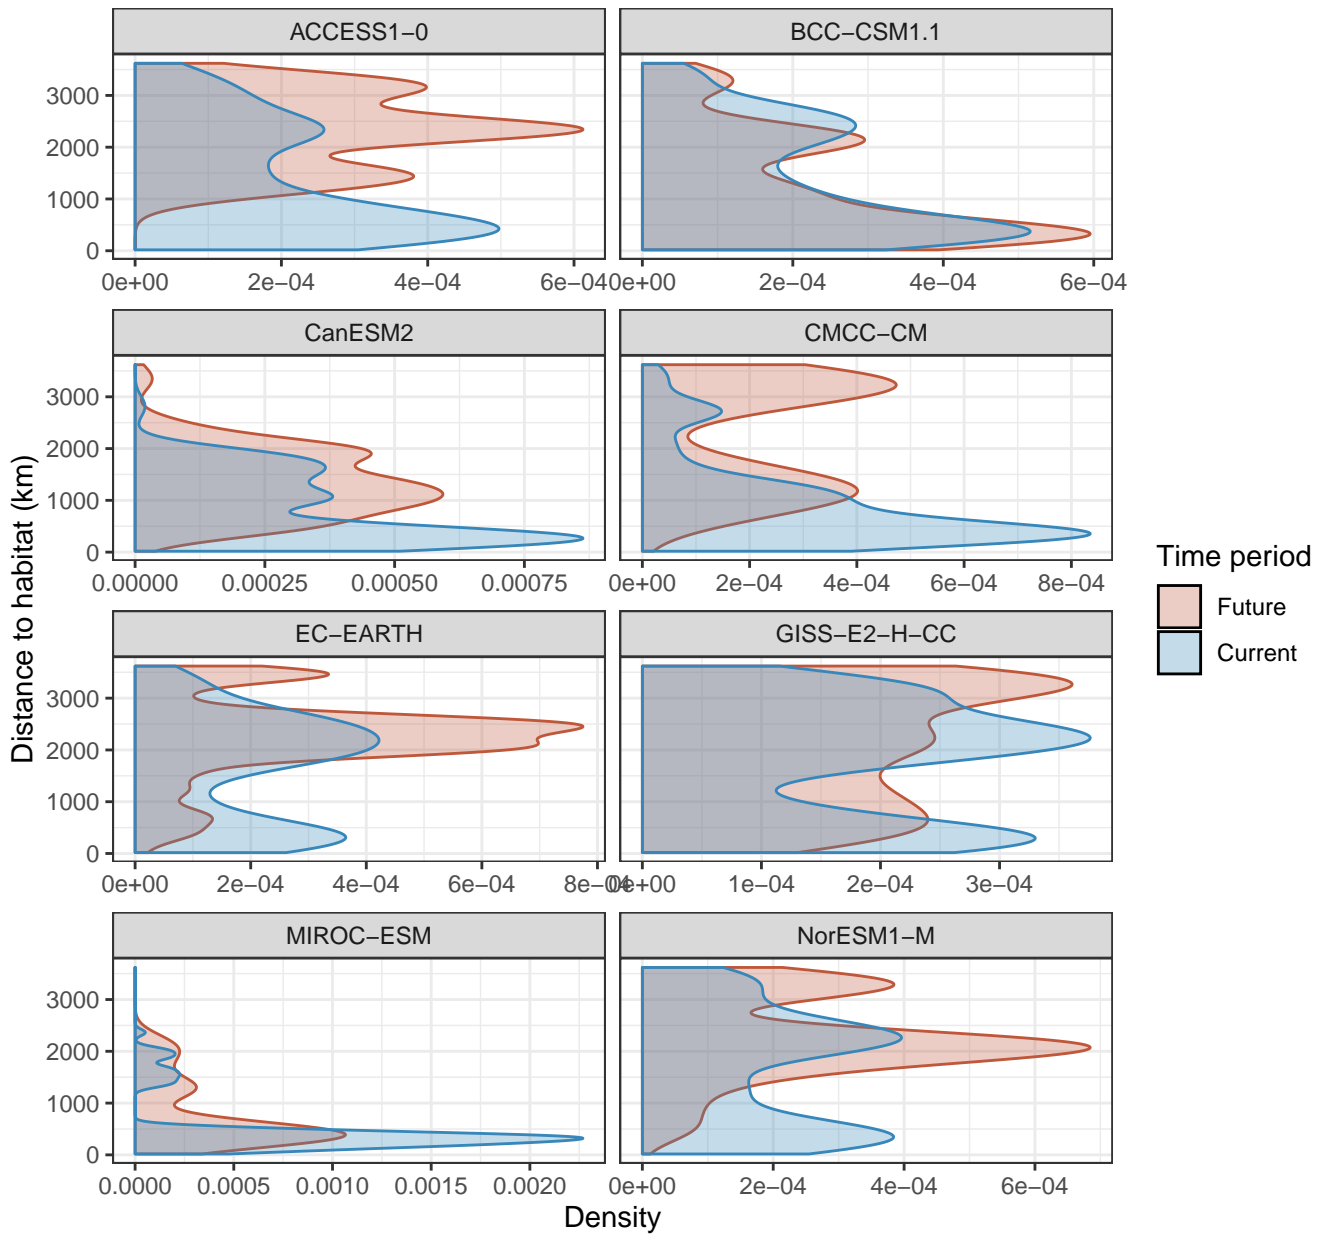 ACCESS1−0
BCC−CSM1.1
3000
2000
1000
0
0e+00 2e−04 4e−04 6e−04
0e+00 2e−04 4e−04 6e−04
CanESM2
CMCC−CM
3000
2000
1000
0
0.00000 0.00025 0.00050 0.00075
0e+00 2e−04 4e−04 6e−04 8e−04
EC−EARTH
GISS−E2−H−CC
3000
2000
1000
0
0e+00 2e−04 4e−04 6e−04 8e−04
0e+00 1e−04 2e−04 3e−04
MIROC−ESM
NorESM1−M
3000
2000
1000
0
0.0000 0.0005 0.0010 0.0015 0.0020
0e+00 2e−04 4e−04 6e−04
Density
Distance to habitat (km)
Time period
Future
Current